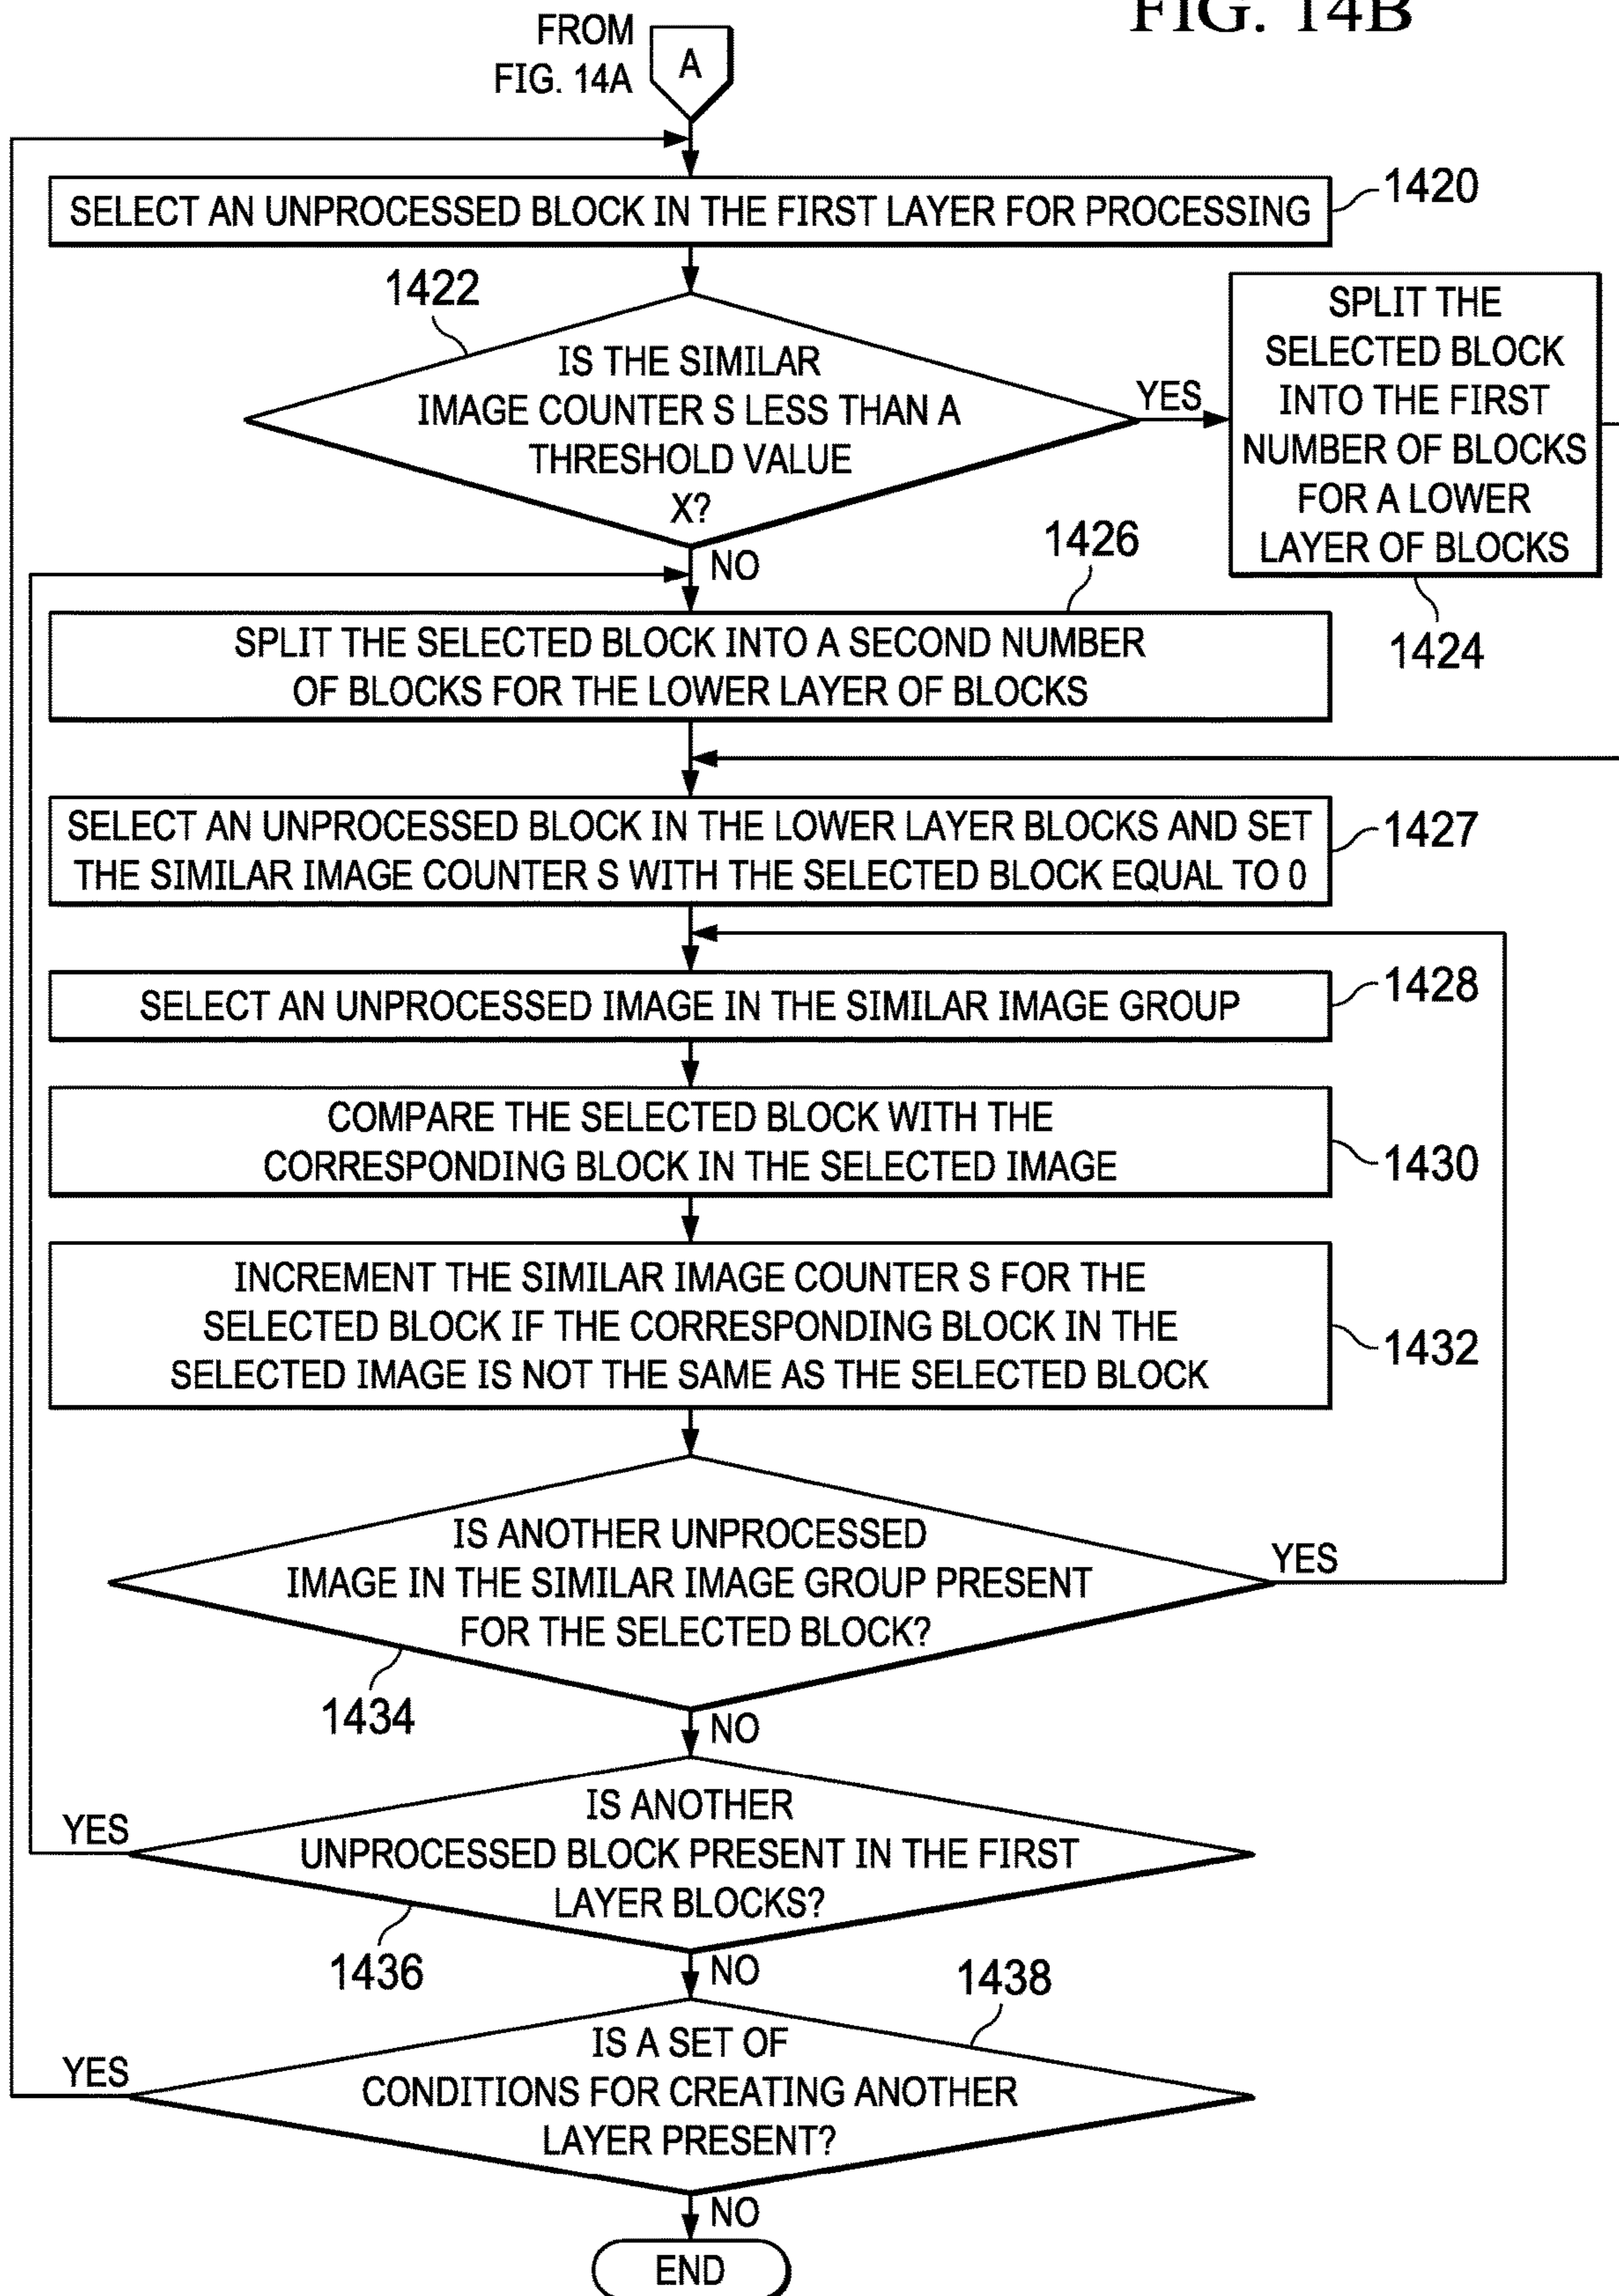 FIG. 14B
FROM
FIG. 14A
A
SELECT AN UNPROCESSED BLOCK IN THE FIRST LAYER FOR PROCESSING
1420
1422
IS THE SIMILAR
IMAGE COUNTER S LESS THAN A
THRESHOLD VALUE
X?
YES
NO
SPLIT THE
SELECTED BLOCK
INTO THE FIRST
NUMBER OF BLOCKS
FOR A LOWER
LAYER OF BLOCKS
1424
1426
SPLIT THE SELECTED BLOCK INTO A SECOND NUMBER
OF BLOCKS FOR THE LOWER LAYER OF BLOCKS
SELECT AN UNPROCESSED BLOCK IN THE LOWER LAYER BLOCKS AND SET
THE SIMILAR IMAGE COUNTER S WITH THE SELECTED BLOCK EQUAL TO 0
1427
SELECT AN UNPROCESSED IMAGE IN THE SIMILAR IMAGE GROUP
1428
COMPARE THE SELECTED BLOCK WITH THE
CORRESPONDING BLOCK IN THE SELECTED IMAGE
1430
INCREMENT THE SIMILAR IMAGE COUNTER S FOR THE
SELECTED BLOCK IF THE CORRESPONDING BLOCK IN THE
SELECTED IMAGE IS NOT THE SAME AS THE SELECTED BLOCK
1432
IS ANOTHER UNPROCESSED
IMAGE IN THE SIMILAR IMAGE GROUP PRESENT
FOR THE SELECTED BLOCK?
YES
1434
NO
IS ANOTHER
UNPROCESSED BLOCK PRESENT IN THE FIRST
LAYER BLOCKS?
YES
1436
NO
1438
IS A SET OF
CONDITIONS FOR CREATING ANOTHER
LAYER PRESENT?
YES
NO
END